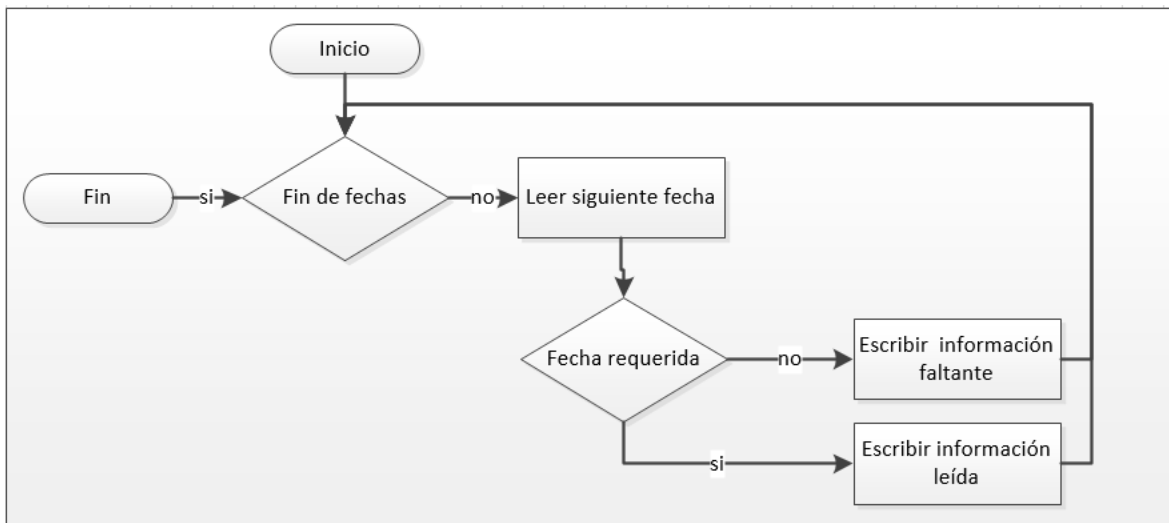 Inicio
Fin
si
Fin de fechas
no
Leer siguiente fecha
Fecha requerida
no
Escribir información
faltante
si
Escribir información
leída